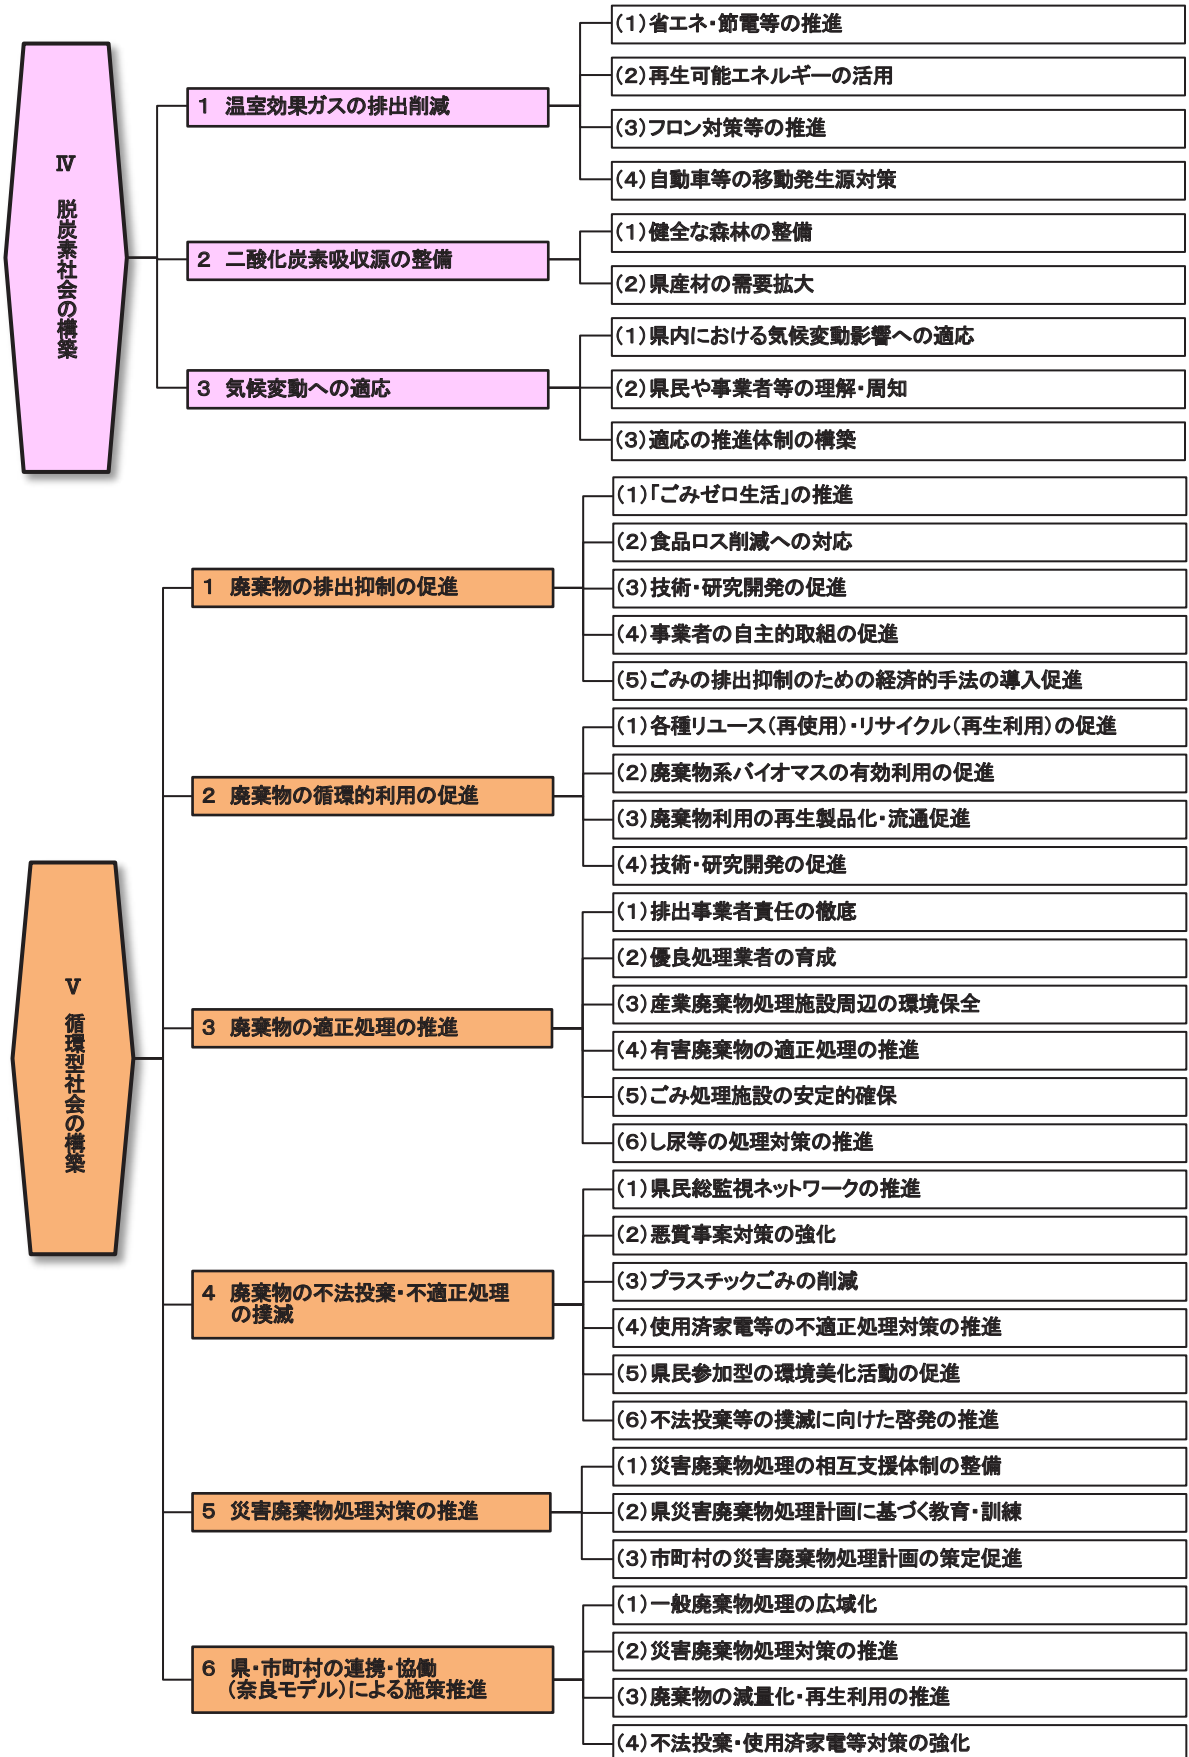 Ⅳ 脱炭素社会の構築
1 温室効果ガスの排出削減
(1)省エネ・節電等の推進
(2)再生可能エネルギーの活用
(3)フロン対策等の推進
(4)自動車等の移動発生源対策
2 二酸化炭素吸収源の整備
(1)健全な森林の整備
(2)県産材の需要拡大
3 気候変動への適応
(1)県内における気候変動影響への適応
(2)県民や事業者等の理解・周知
(3)適応の推進体制の構築
Ⅴ 循環型社会の構築
1 廃棄物の排出抑制の促進
(1)「ごみゼロ生活」の推進
(2)食品ロス削減への対応
(3)技術・研究開発の促進
(4)事業者の自主的取組の促進
(5)ごみの排出抑制のための経済的手法の導入促進
2 廃棄物の循環的利用の促進
(1)各種リユース(再使用)・リサイクル(再生利用)の促進
(2)廃棄物系バイオマスの有効利用の促進
(3)廃棄物利用の再生製品化・流通促進
(4)技術・研究開発の促進
3 廃棄物の適正処理の推進
(1)排出事業者責任の徹底
(2)優良処理業者の育成
(3)産業廃棄物処理施設周辺の環境保全
(4)有害廃棄物の適正処理の推進
(5)ごみ処理施設の安定的確保
(6)し尿等の処理対策の推進
4 廃棄物の不法投棄・不適正処理
の撲滅
(1)県民総監視ネットワークの推進
(2)悪質事案対策の強化
(3)プラスチックごみの削減
(4)使用済家電等の不適正処理対策の推進
(5)県民参加型の環境美化活動の促進
(6)不法投棄等の撲滅に向けた啓発の推進
5 災害廃棄物処理対策の推進
(1)災害廃棄物処理の相互支援体制の整備
(2)県災害廃棄物処理計画に基づく教育・訓練
(3)市町村の災害廃棄物処理計画の策定促進
6 県・市町村の連携・協働
(奈良モデル)による施策推進
(1)一般廃棄物処理の広域化
(2)災害廃棄物処理対策の推進
(3)廃棄物の減量化・再生利用の推進
(4)不法投棄・使用済家電等対策の強化